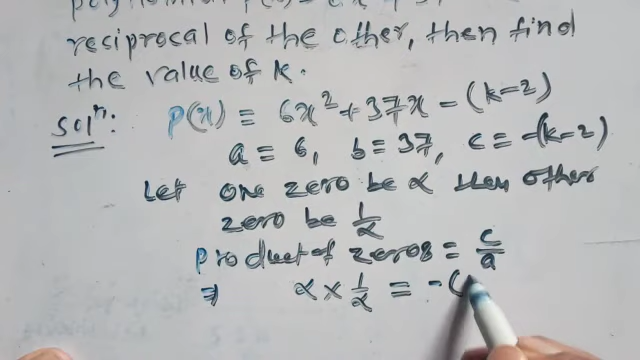 reciprocal of the other, then find
the value of k.
Solⁿ: P(x) = 6x² + 37x - (k-2)
a = 6, b = 37, c = -(k-2)
Let one zero be α then other
zero be 1/α
product of zeros = c/a
⇒ α × 1/α = -(